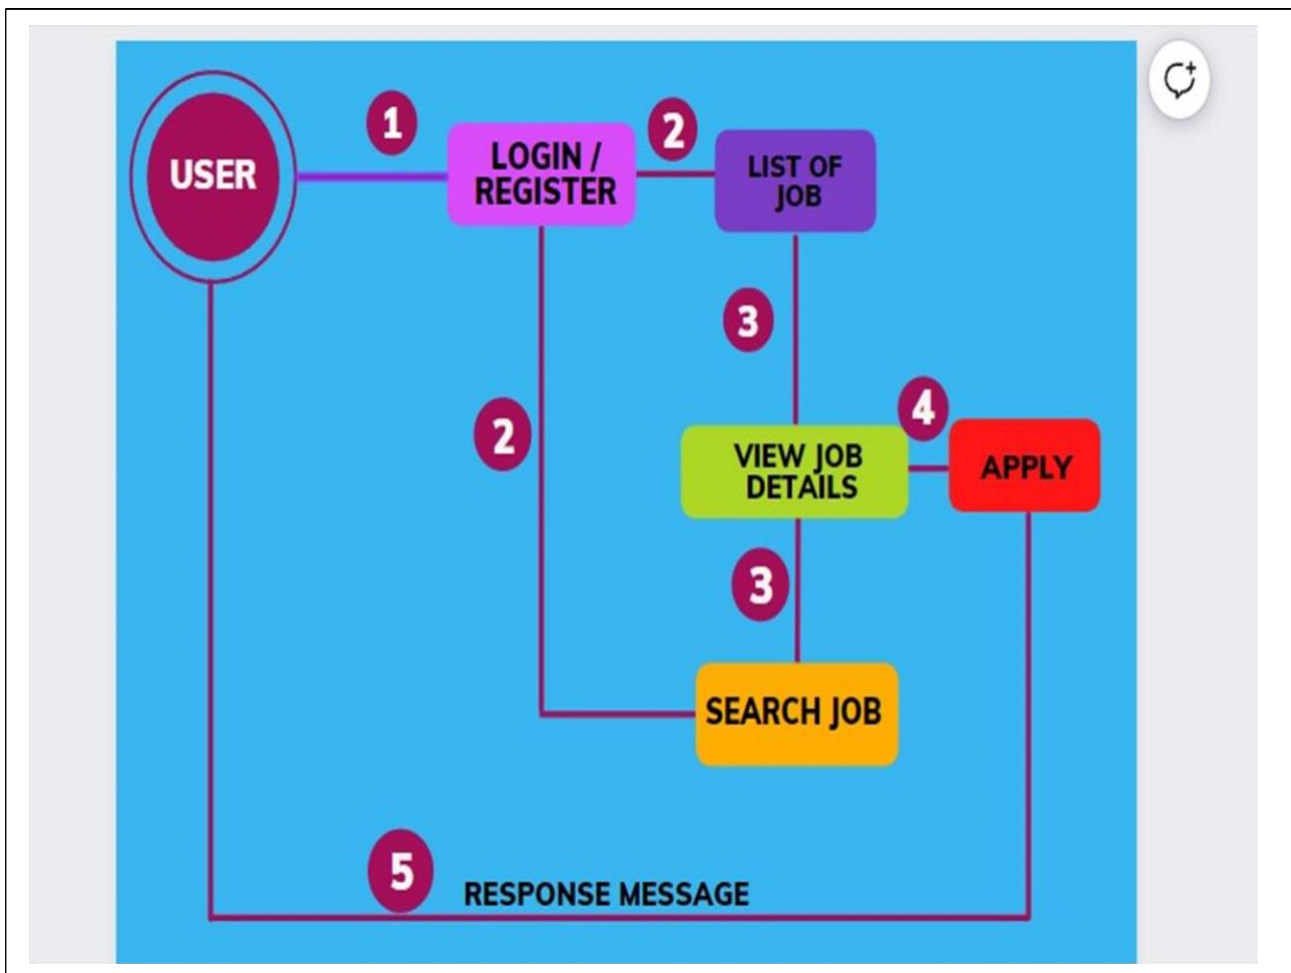 1
2
LOGIN /
REGISTER
LIST OF
JOB
USER
3
4
2
VIEW JOB
DETAILS
APPLY
3
SEARCH JOB
5
RESPONSE MESSAGE